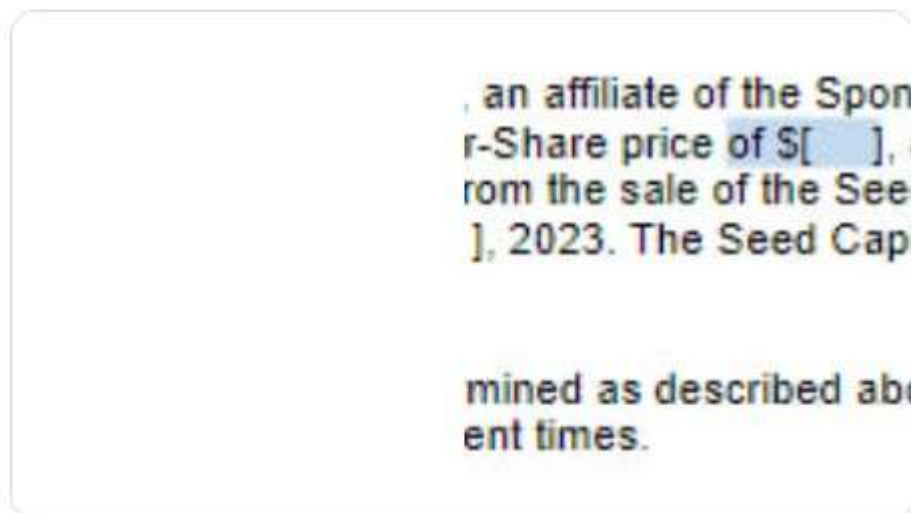 , an affiliate of the Spon
r-Share price of $[ ],
rom the sale of the See
], 2023. The Seed Cap
mined as described abo
ent times.